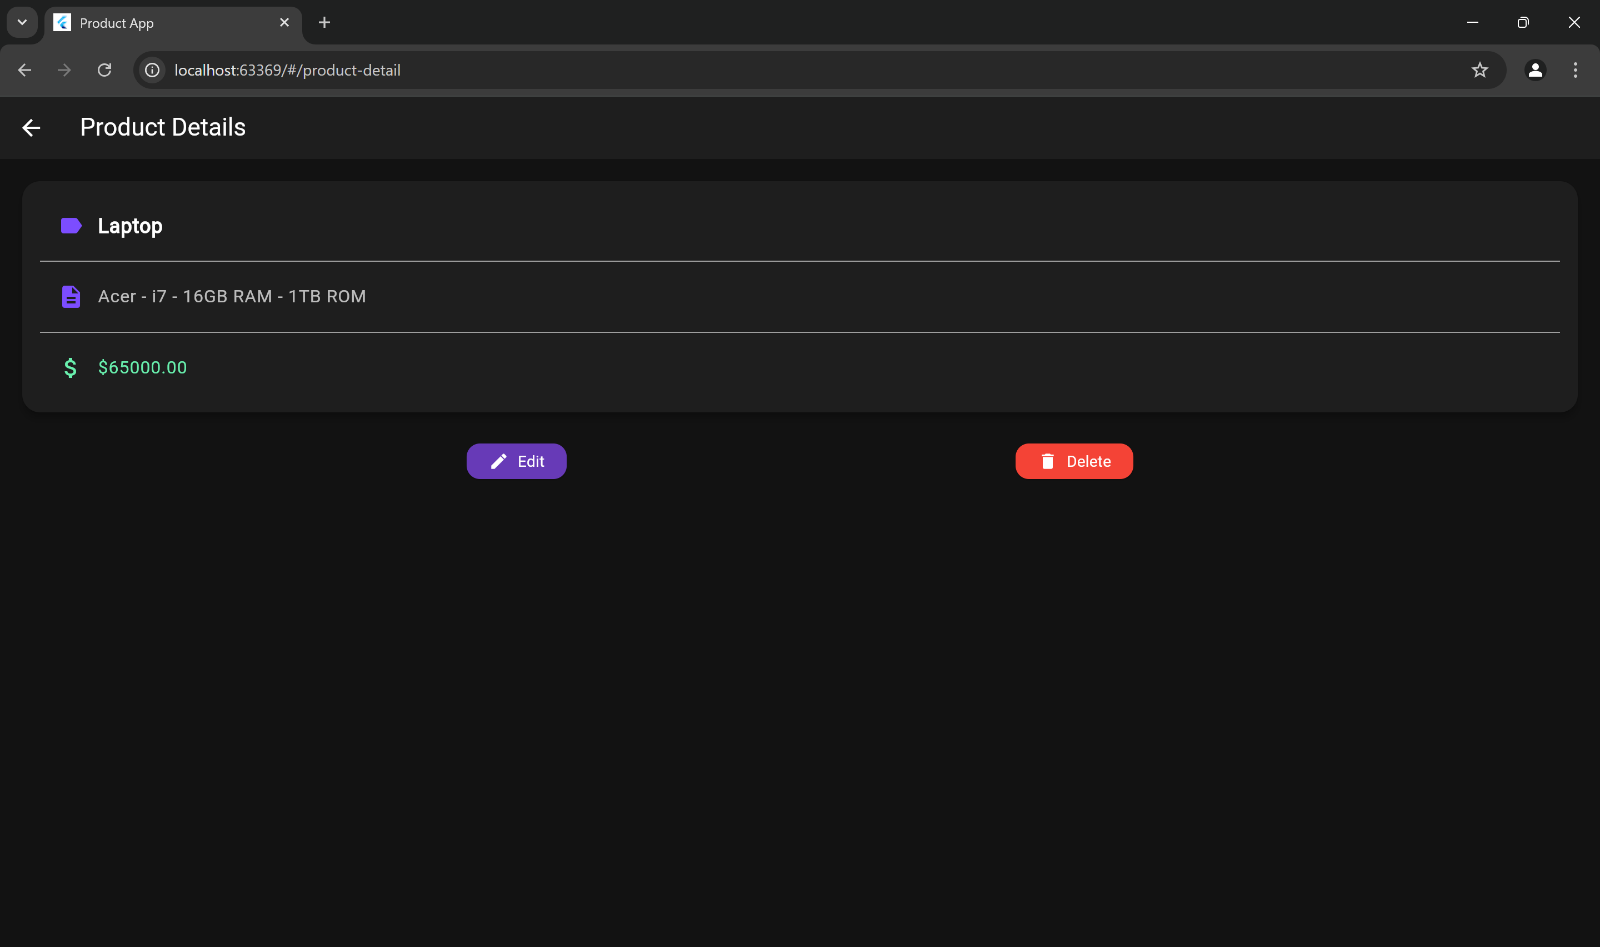 Product App
localhost:63369/#/product-detail
Product Details
Laptop
Acer - i7 - 16GB RAM - 1TB ROM
$ $65000.00
Edit
Delete